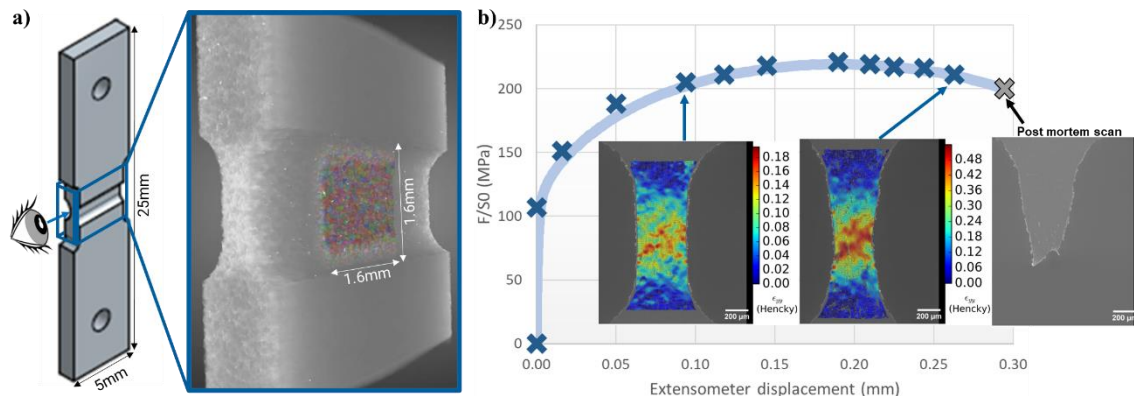 a)
25mm
5mm
1.6mm
1.6mm
b)
250
200
150
100
50
0
F/S0 (MPa)
0.00
0.05
0.10
0.15
0.20
0.25
0.30
Extensometer displacement (mm)
0.18
0.16
0.14
0.12
0.10
0.08
0.06
0.04
0.02
0.00
(Hencky)
200 μm
0.48
0.42
0.36
0.30
0.24
0.18
0.12
0.06
0.00
(Hencky)
200 μm
Post mortem scan
200 μm